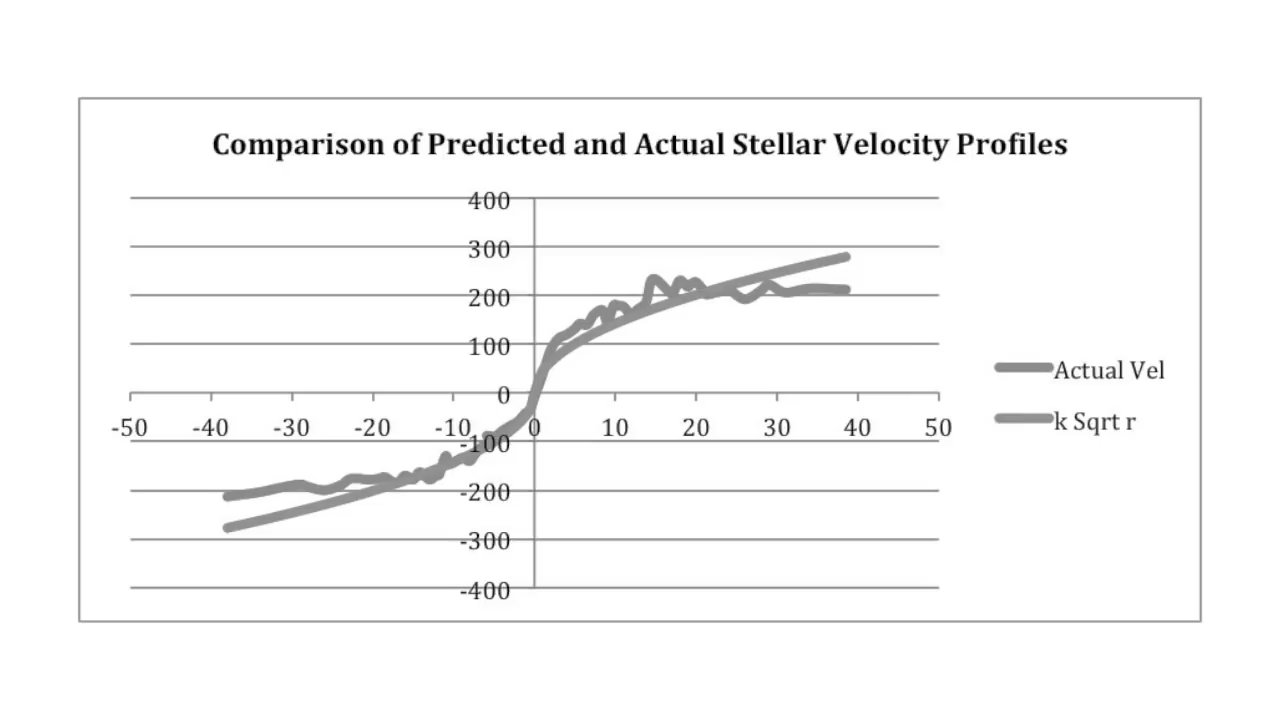 Comparison of Predicted and Actual Stellar Velocity Profiles
400
300
200
100
0
-50 -40 -30 -20 -10 0 10 20 30 40 50
-100
-200
-300
-400
Actual Vel
k Sqrt r